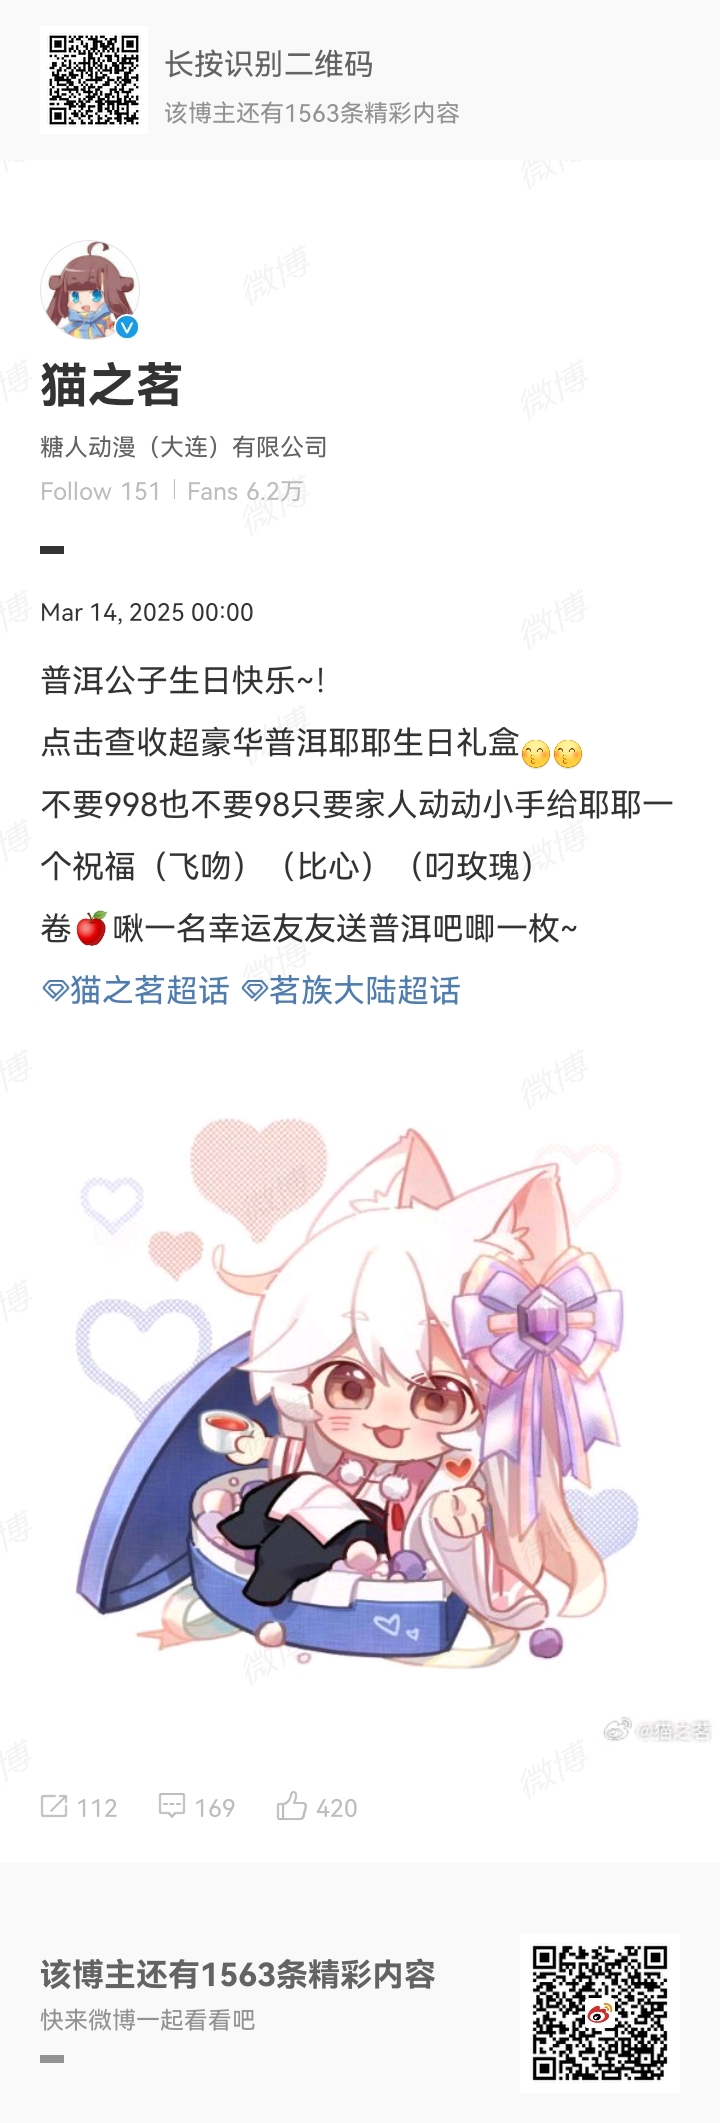 长按识别二维码
该博主还有1563条精彩内容
猫之茗
糖人动漫（大连）有限公司
Follow 151 | Fans 6.2万
Mar 14, 2025 00:00
普洱公子生日快乐~！
点击查收超豪华普洱耶耶生日礼盒😙😙
不要998也不要98只要家人动动小手给耶耶一
个祝福（飞吻）（比心）（叼玫瑰）
卷🍎啾一名幸运友友送普洱吧唧一枚~
猫之茗超话 茗族大陆超话
@猫之茗
112 169 420
该博主还有1563条精彩内容
快来微博一起看看吧
微博